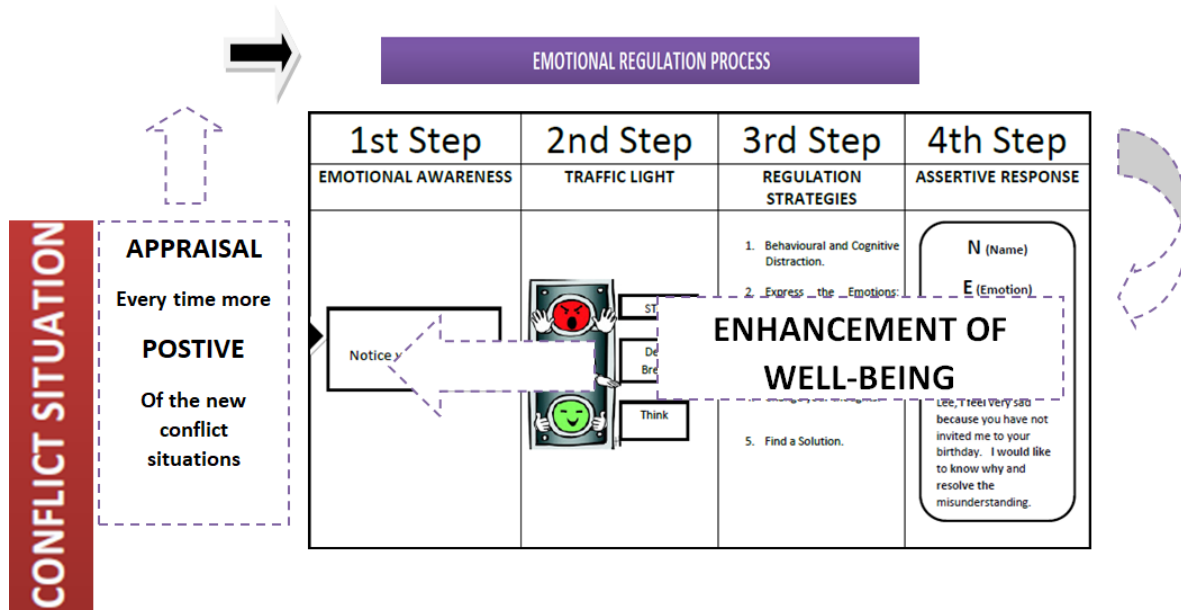 EMOTIONAL REGULATION PROCESS
1st Step
EMOTIONAL AWARENESS
Notice
2nd Step
TRAFFIC LIGHT
Think
3rd Step
REGULATION
STRATEGIES
1. Behavioural and Cognitive
Distraction.
2. Express the Emotions:
5. Find a Solution.
4th Step
ASSERTIVE RESPONSE
N (Name)
E (Emotion)
Lee, I feel very sad
because you have not
invited me to your
birthday. I would like
to know why and
resolve the
misunderstanding.
ENHANCEMENT OF
WELL-BEING
CONFLICT SITUATION
APPRAISAL
Every time more
POSTIVE
Of the new
conflict
situations